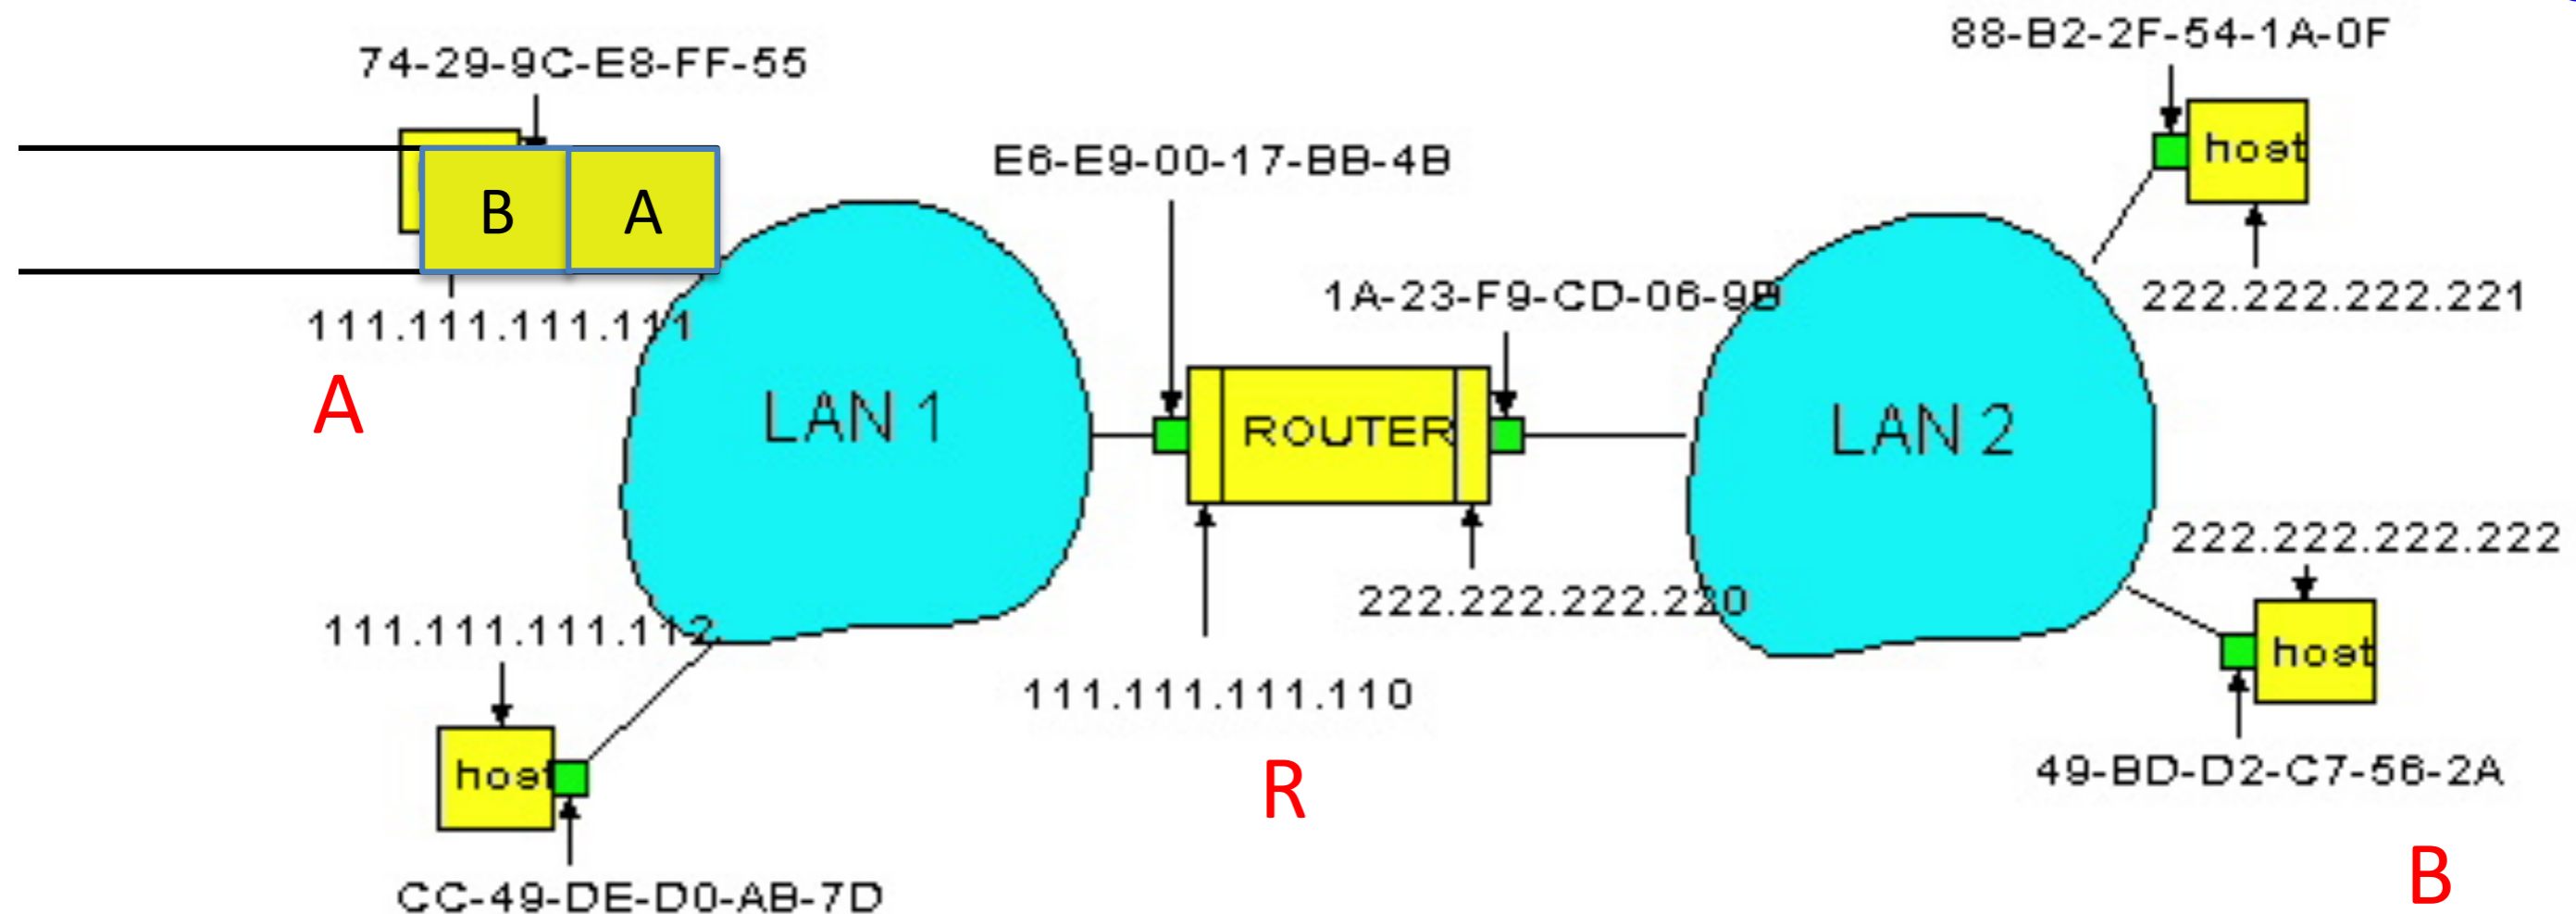 88-B2-2F-54-1A-0F
74-29-9C-E8-FF-55
host
E6-E9-00-17-BB-4B
B A
222.222.222.221
1A-23-F9-CD-06-9B
111.111.111.111
A
LAN 1
ROUTER
LAN 2
222.222.222.222
222.222.222.220
111.111.111.112
host
111.111.111.110
host
49-BD-D2-C7-56-2A
R
B
CC-49-DE-D0-AB-7D